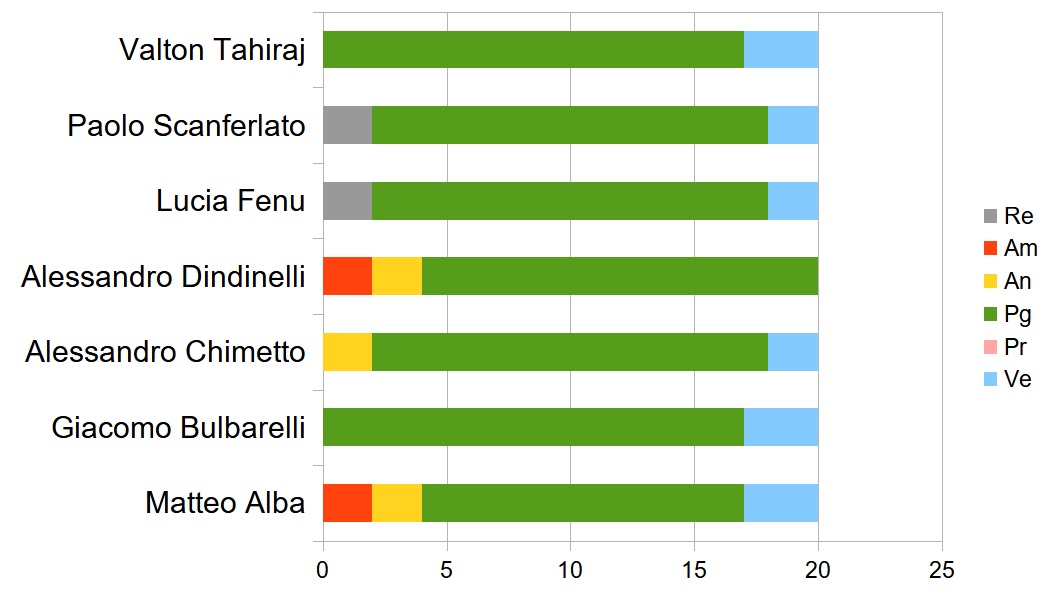 Valton Tahiraj
Paolo Scanferlato
Lucia Fenu
Alessandro Dindinelli
Alessandro Chimetto
Giacomo Bulbarelli
Matteo Alba
0 5 10 15 20 25
Re
Am
An
Pg
Pr
Ve